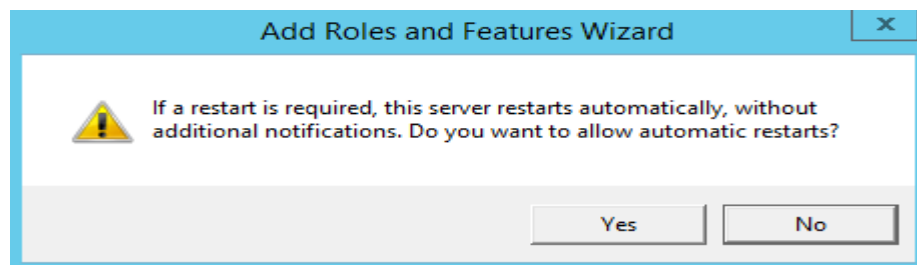 Add Roles and Features Wizard
x
If a restart is required, this server restarts automatically, without
additional notifications. Do you want to allow automatic restarts?
Yes No